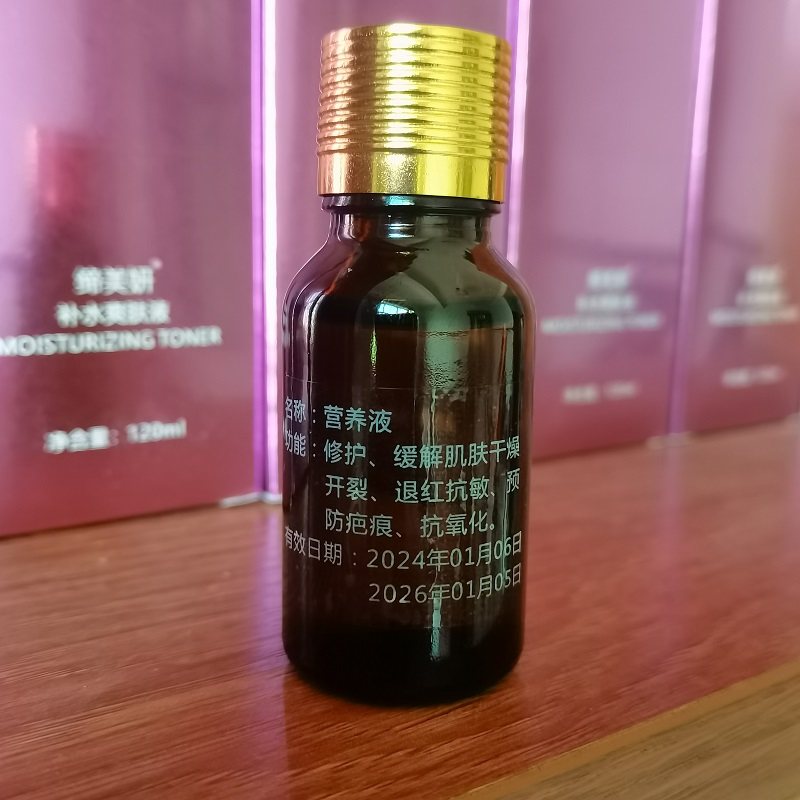 缔美妍
补水爽肤液
MOISTURIZING TONER
净含量：120ml
名称：营养液
功能：修护、缓解肌肤干燥
开裂、退红抗敏、预
防疤痕、抗氧化。
有效日期：2024年01月06日
2026年01月05日
MOISTURIZING TONER